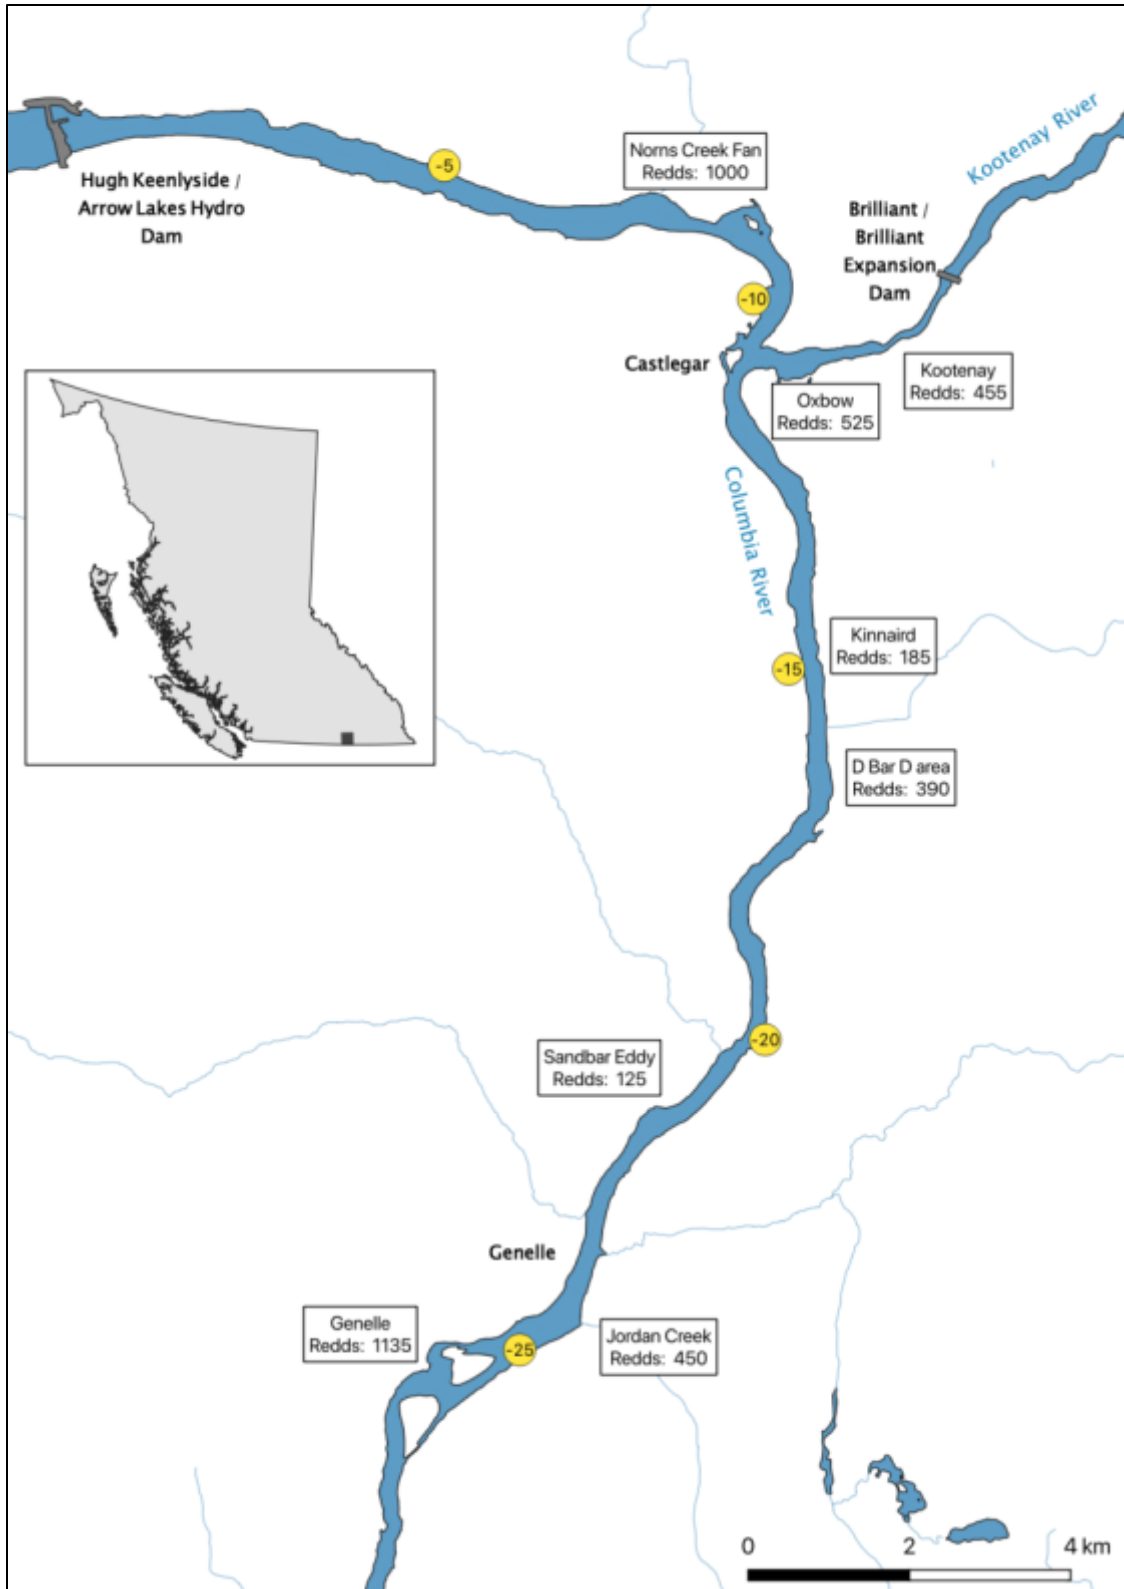 Kootenay River
Norns Creek Fan
Redds: 1000
-5
Hugh Keenlyside /
Arrow Lakes Hydro
Dam
Brilliant /
Brilliant
Expansion
Dam
-10
Castlegar
Kootenay
Redds: 455
Oxbow
Redds: 525
Columbia River
Kinnaird
Redds: 185
-15
D Bar D area
Redds: 390
-20
Sandbar Eddy
Redds: 125
Genelle
Genelle
Redds: 1135
-25
Jordan Creek
Redds: 450
0 2 4 km